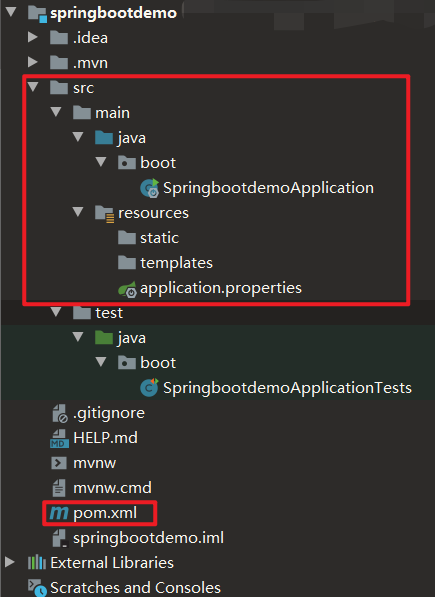 springbootdemo
.idea
.mvn
src
main
java
boot
SpringbootdemoApplication
resources
static
templates
application.properties
test
java
boot
SpringbootdemoApplicationTests
.gitignore
HELP.md
mvnw
mvnw.cmd
pom.xml
springbootdemo.iml
External Libraries
Scratches and Consoles